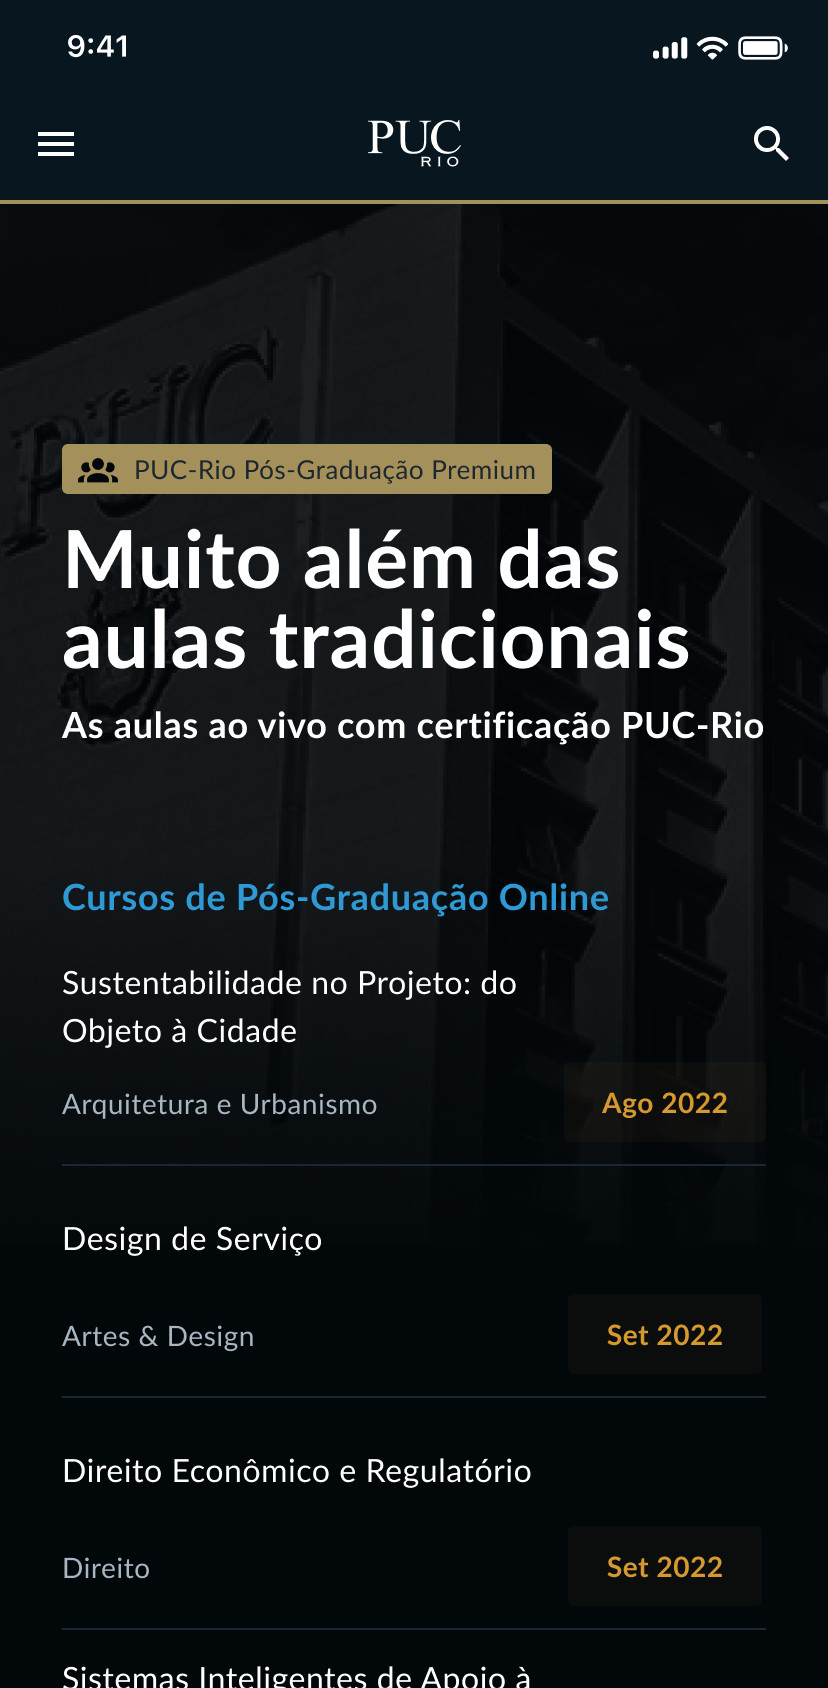 9:41
PUC
RIO
PUC
PUC-Rio Pós-Graduação Premium
Muito além das
aulas tradicionais
As aulas ao vivo com certificação PUC-Rio
Cursos de Pós-Graduação Online
Sustentabilidade no Projeto: do
Objeto à Cidade
Arquitetura e Urbanismo
Ago 2022
Design de Serviço
Artes & Design
Set 2022
Direito Econômico e Regulatório
Direito
Set 2022
Sistemas Inteligentes de Apoio à